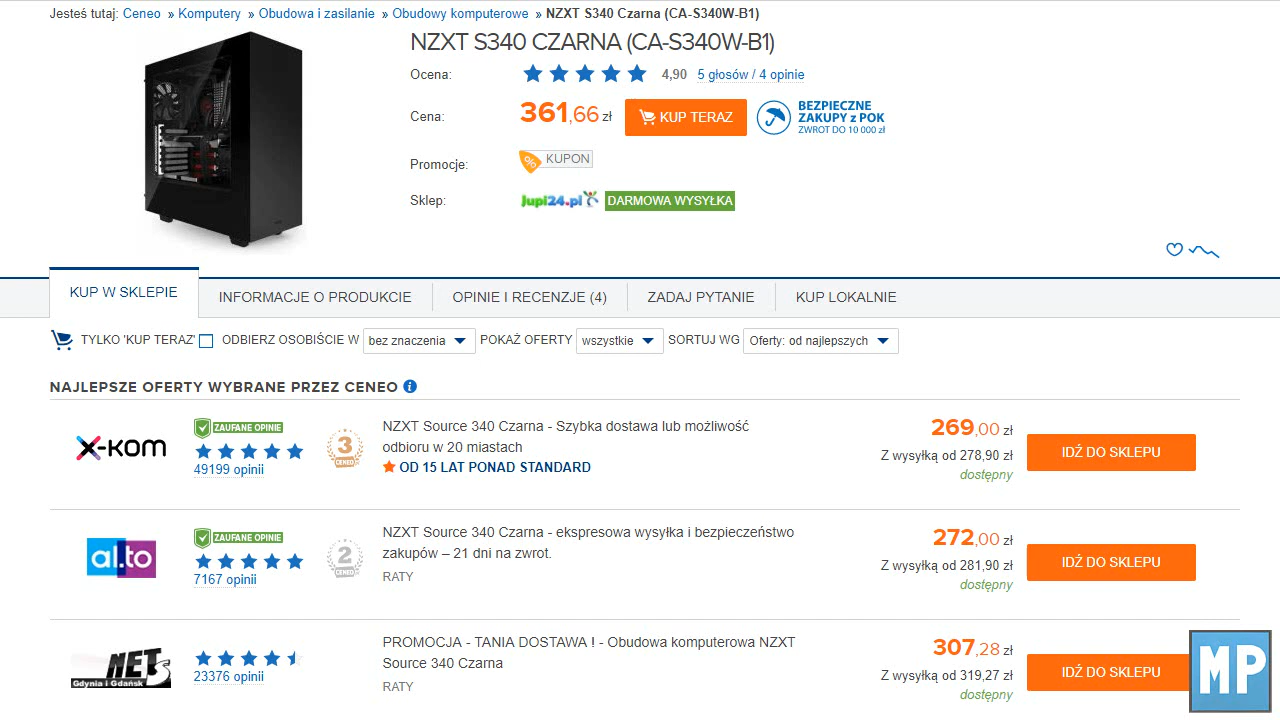 Jesteś tutaj: Ceneo » Komputery » Obudowa i zasilanie » Obudowy komputerowe » NZXT S340 Czarna (CA-S340W-B1)
NZXT S340 CZARNA (CA-S340W-B1)
Ocena: 4,90 5 głosów / 4 opinie
Cena: 361,66 zł KUP TERAZ
BEZPIECZNE
ZAKUPY z POK
ZWROT DO 10 000 zł
Promocje: % KUPON
Sklep: Jupi24.pl DARMOWA WYSYŁKA
KUP W SKLEPIE INFORMACJE O PRODUKCIE OPINIE I RECENZJE (4) ZADAJ PYTANIE KUP LOKALNIE
TYLKO 'KUP TERAZ' ODBIERZ OSOBIŚCIE W bez znaczenia POKAŻ OFERTY wszystkie SORTUJ WG Oferty: od najlepszych
NAJLEPSZE OFERTY WYBRANE PRZEZ CENEO i
x-kom
ZAUFANE OPINIE
49199 opinii
3
CENEO
NZXT Source 340 Czarna - Szybka dostawa lub możliwość
odbioru w 20 miastach
OD 15 LAT PONAD STANDARD
269,00 zł
Z wysyłką od 278,90 zł
dostępny
IDŹ DO SKLEPU
al.to
ZAUFANE OPINIE
7167 opinii
2
CENEO
NZXT Source 340 Czarna - ekspresowa wysyłka i bezpieczeństwo
zakupów – 21 dni na zwrot.
RATY
272,00 zł
Z wysyłką od 281,90 zł
dostępny
IDŹ DO SKLEPU
NETs
Gdynia i Gdańsk
23376 opinii
PROMOCJA - TANIA DOSTAWA ! - Obudowa komputerowa NZXT
Source 340 Czarna
RATY
307,28 zł
Z wysyłką od 319,27 zł
dostępny
IDŹ DO SKLEPU
MP